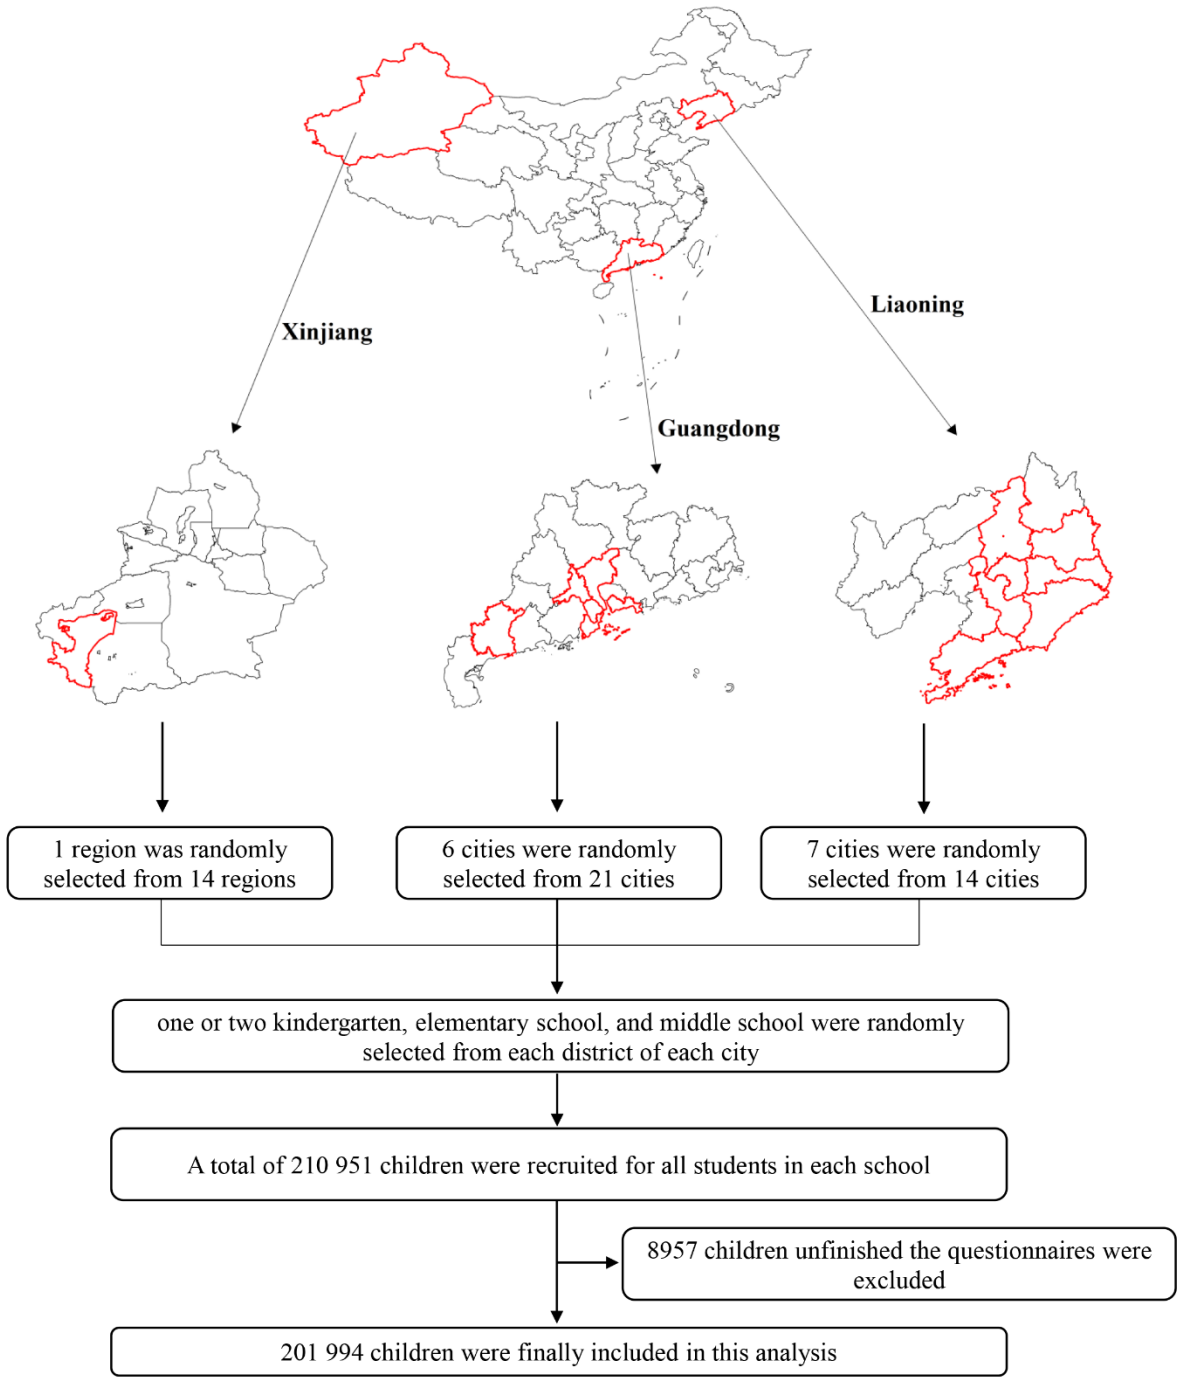 Xinjiang
Liaoning
Guangdong
1 region was randomly
selected from 14 regions
6 cities were randomly
selected from 21 cities
7 cities were randomly
selected from 14 cities
one or two kindergarten, elementary school, and middle school were randomly
selected from each district of each city
A total of 210 951 children were recruited for all students in each school
8957 children unfinished the questionnaires were
excluded
201 994 children were finally included in this analysis